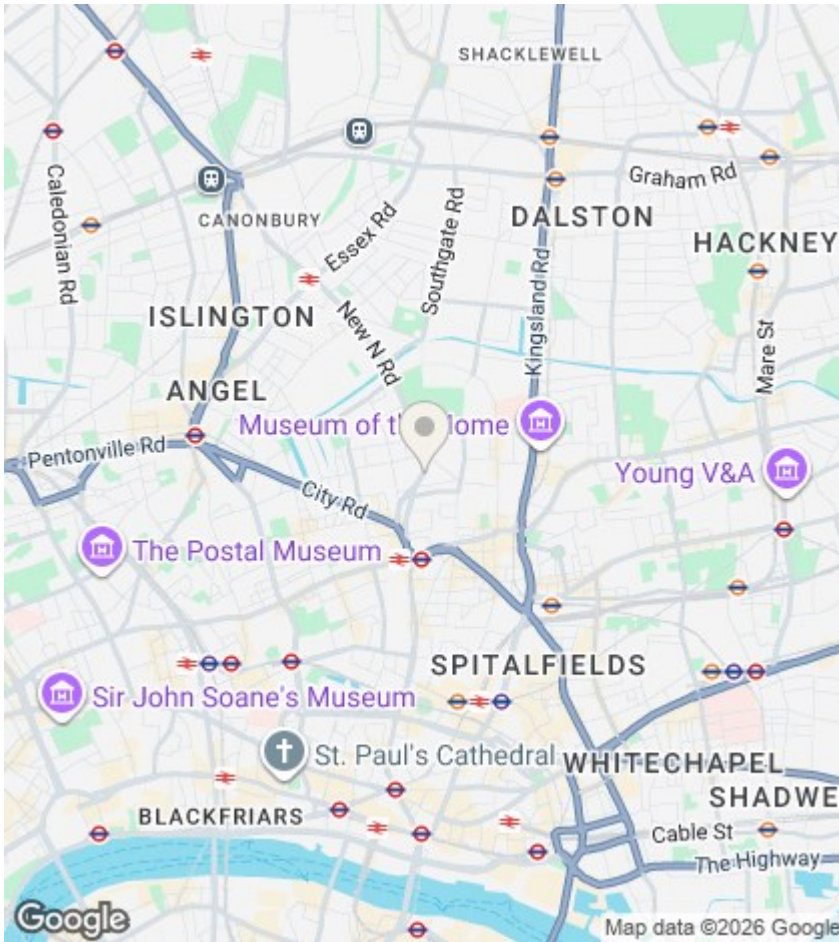 SHACKLEWELL
Caledonian Rd
CANONBURY
Essex Rd
Southgate Rd
Graham Rd
DALSTON
HACKNEY
Kingsland Rd
ISLINGTON
New N Rd
Mare St
ANGEL
Museum of th Home
Pentonville Rd
Young V&A
City Rd
The Postal Museum
SPITALFIELDS
Sir John Soane's Museum
St. Paul's Cathedral
WHITECHAPEL
SHADWE
BLACKFRIARS
Cable St
The Highway
Google
Map data ©2026 Google